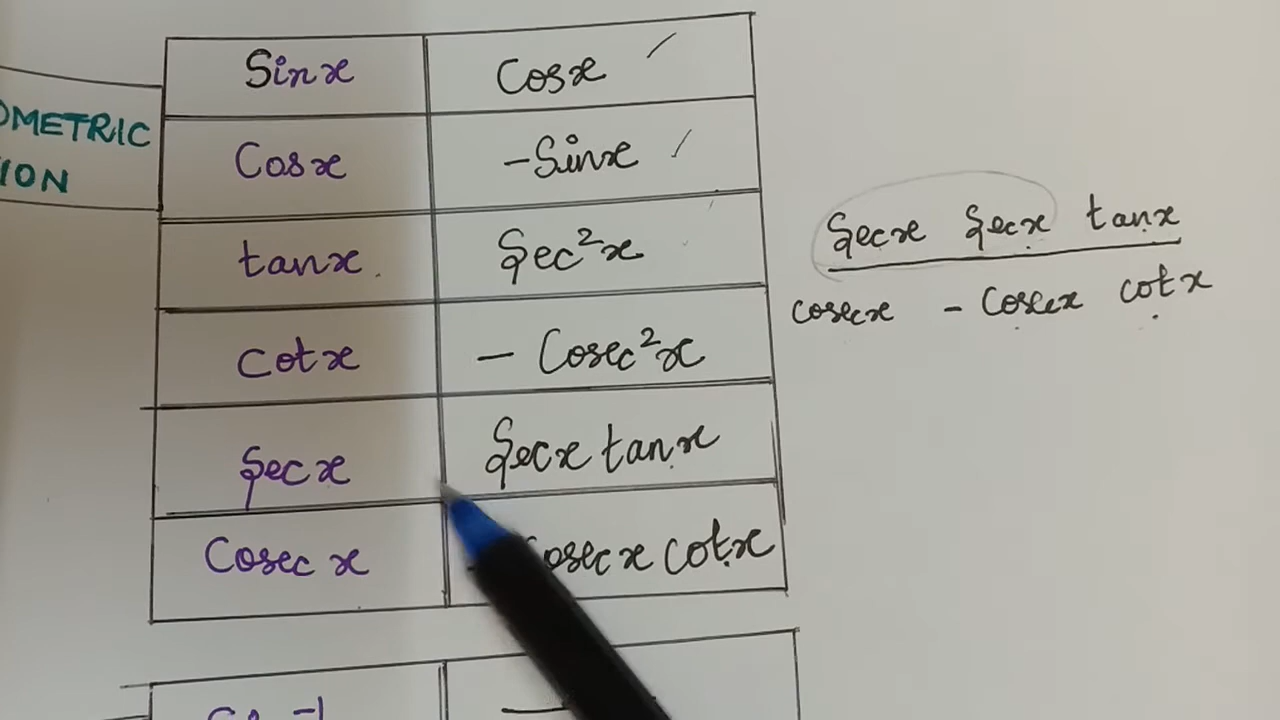 Sinx Cosx
OMETRIC
ION
Cosx -Sinx
tanx Sec²x
Secx Secx tanx
cosecx - Cosecx cotx
cotx - Cosec²x
Secx Secx tanx
Cosec x osecx cotx